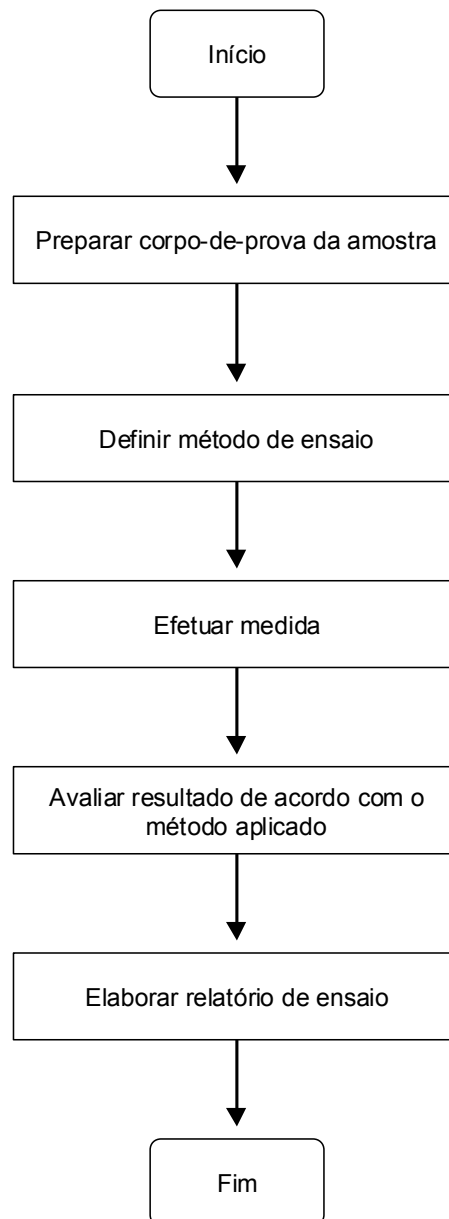 Início
Preparar corpo-de-prova da amostra
Definir método de ensaio
Efetuar medida
Avaliar resultado de acordo com o
método aplicado
Elaborar relatório de ensaio
Fim